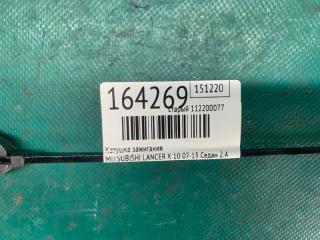 164269 151220
старый 112200077
Катушка зажигания
MITSUBISHI LANCER X 10 07-15 Седан 2.4